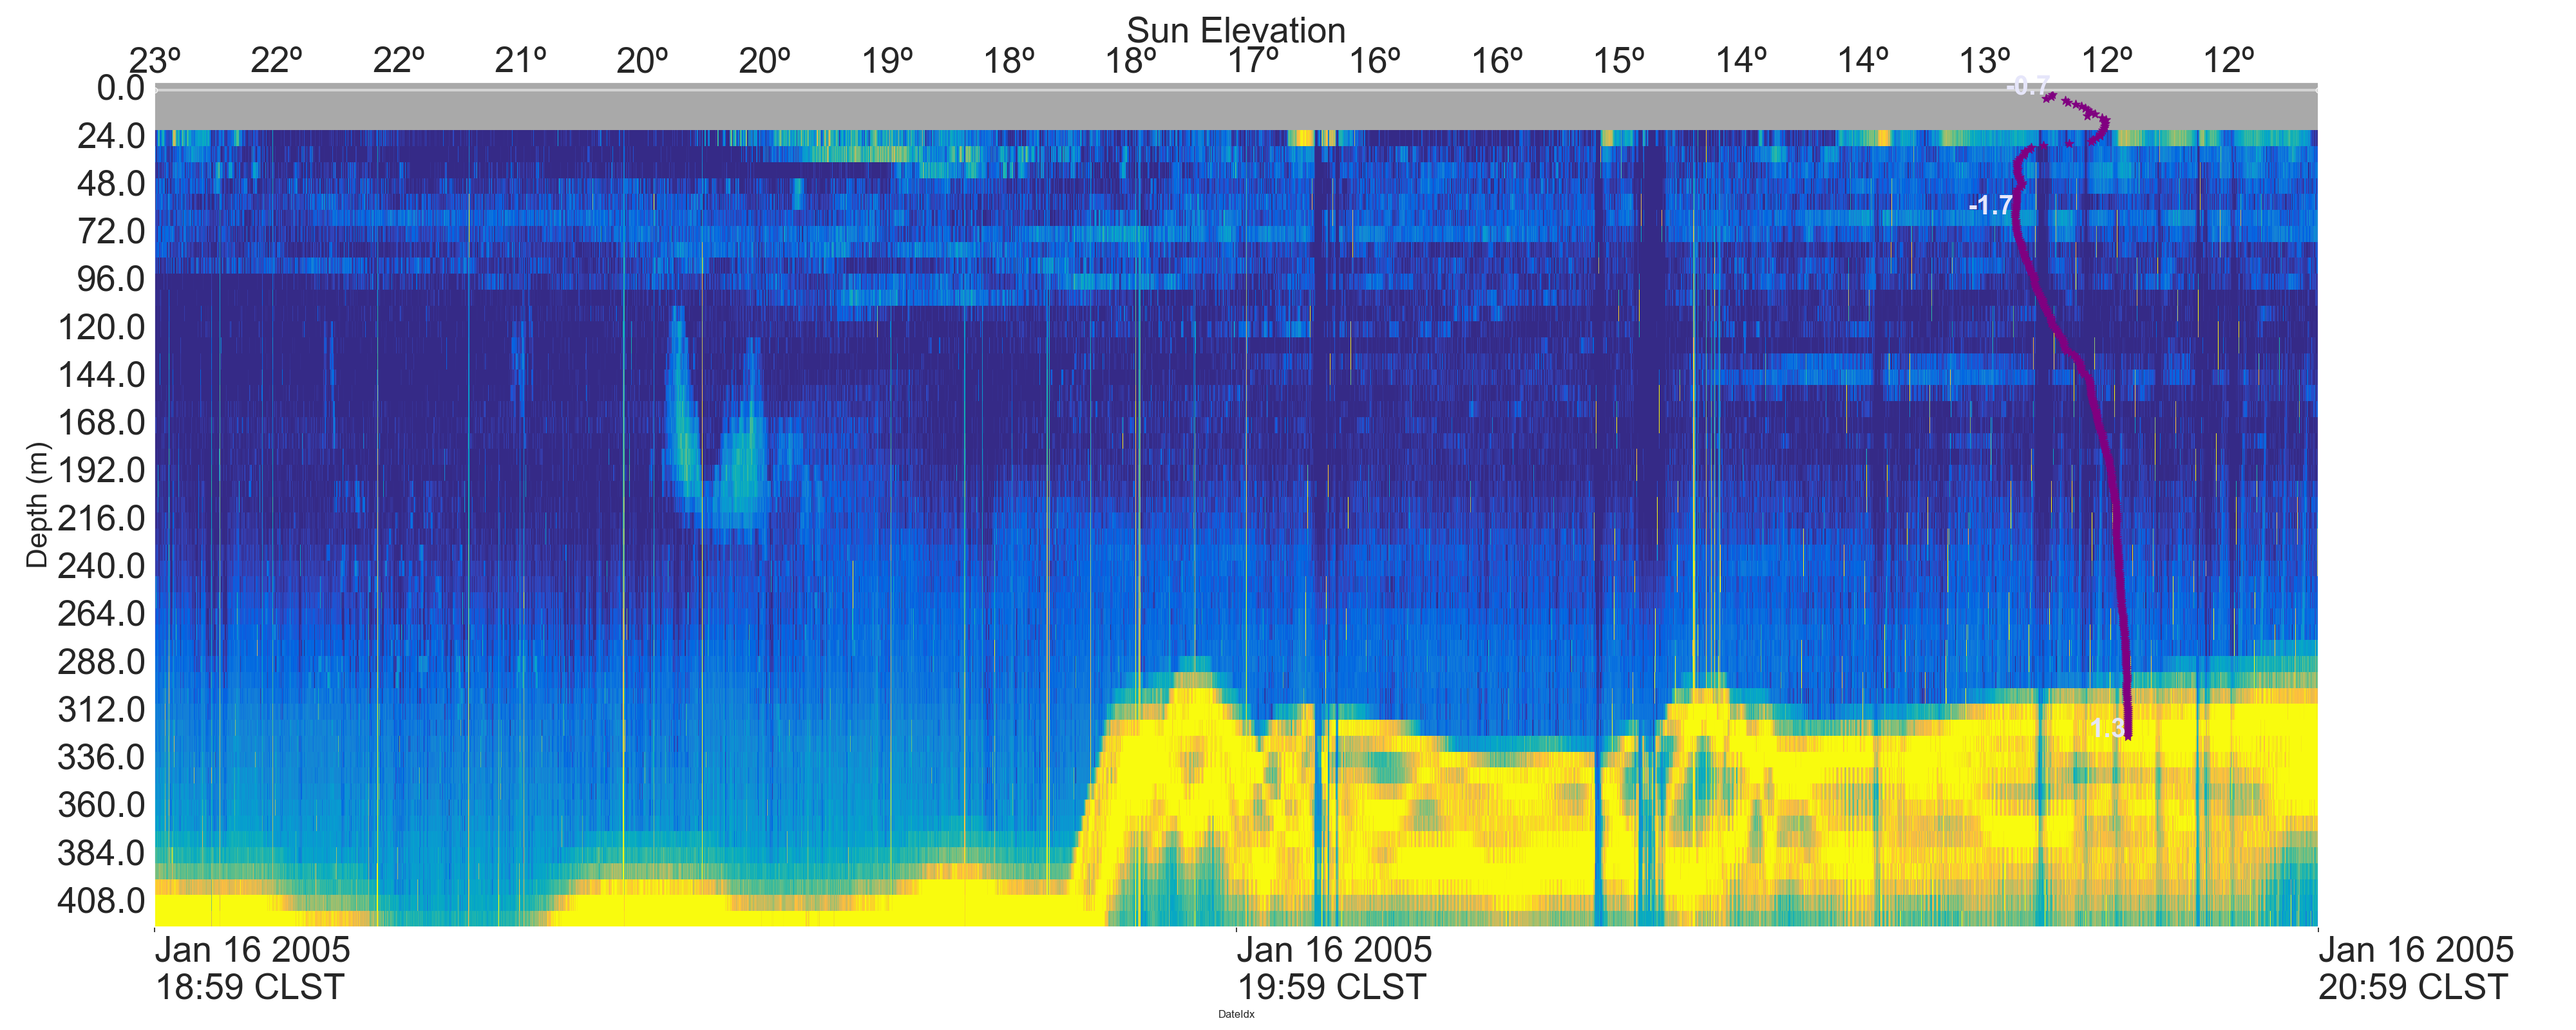 Sun Elevation
23º 22º 22º 21º 20º 20º 19º 18º 18º 17º 16º 16º 15º 14º 14º 13º 12º 12º
0.0
24.0
48.0
72.0
96.0
120.0
144.0
168.0
192.0
216.0
240.0
264.0
288.0
312.0
336.0
360.0
384.0
408.0
Depth (m)
-0.7
-1.7
1.3
Jan 16 2005
18:59 CLST
Jan 16 2005
19:59 CLST
Jan 16 2005
20:59 CLST
DateIdx